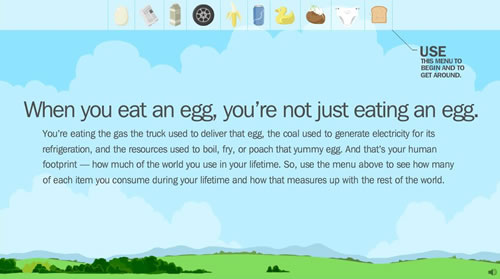 USE
THIS MENU TO
BEGIN AND TO
GET AROUND.
When you eat an egg, you're not just eating an egg.
You're eating the gas the truck used to deliver that egg, the coal used to generate electricity for its
refrigeration, and the resources used to boil, fry, or poach that yummy egg. And that's your human
footprint — how much of the world you use in your lifetime. So, use the menu above to see how many
of each item you consume during your lifetime and how that measures up with the rest of the world.